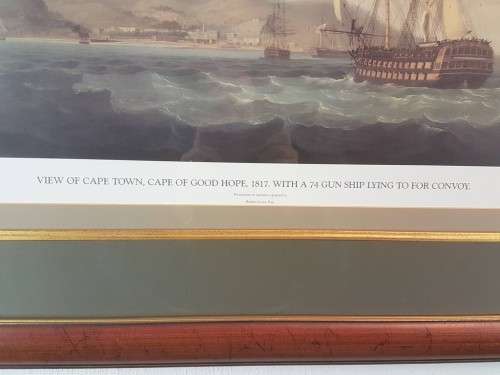 VIEW OF CAPE TOWN, CAPE OF GOOD HOPE, 1817. WITH A 74 GUN SHIP LYING TO FOR CONVOY.